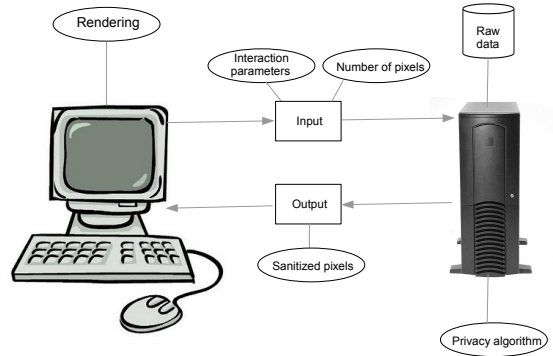 Rendering
Raw
data
Interaction
parameters
Number of pixels
Input
Output
Sanitized pixels
Privacy algorithm